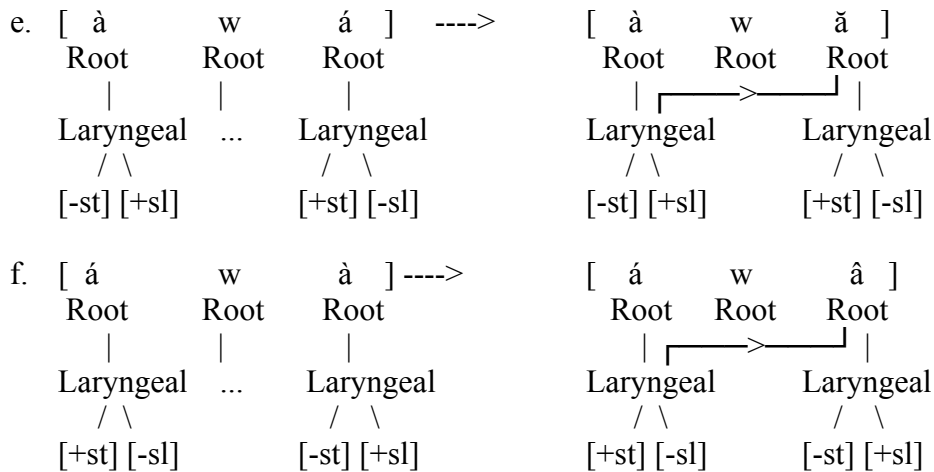 e. [ à w á ] ----> [ à w ă ]
Root Root Root Root Root Root
| | | | > |
Laryngeal ... Laryngeal Laryngeal Laryngeal
/ \ / \ / \ / \
[-st] [+sl] [+st] [-sl] [-st] [+sl] [+st] [-sl]
f. [ á w à ] ----> [ á w â ]
Root Root Root Root Root Root
| | | | > |
Laryngeal ... Laryngeal Laryngeal Laryngeal
/ \ / \ / \ / \
[+st] [-sl] [-st] [+sl] [+st] [-sl] [-st] [+sl]